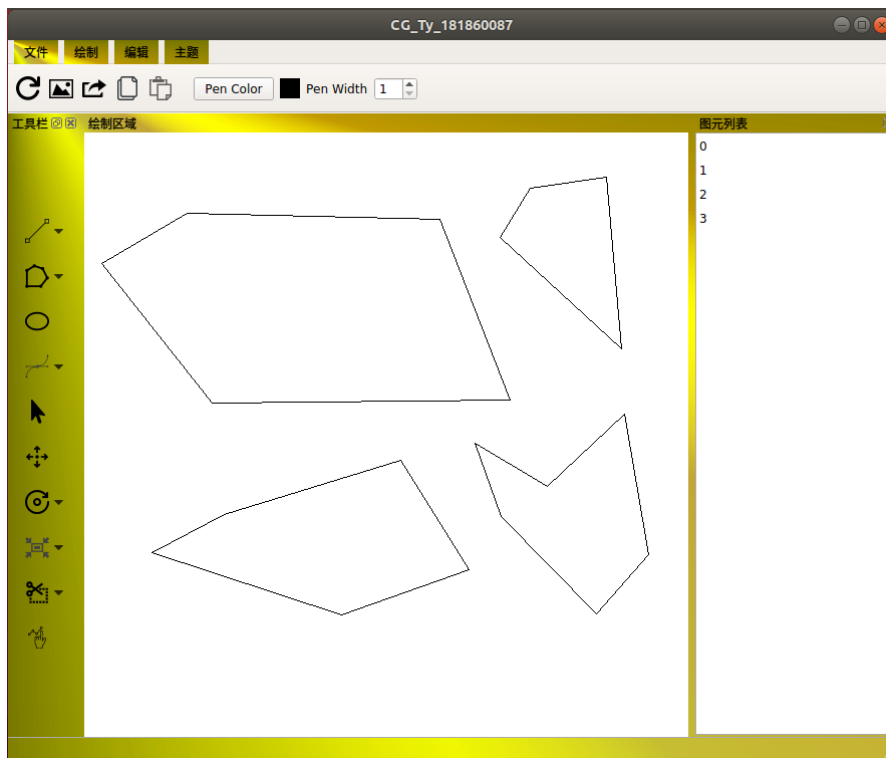 CG_Ty_181860087
文件 绘制 编辑 主题
Pen Color Pen Width 1
工具栏 绘制区域 图元列表
0
1
2
3